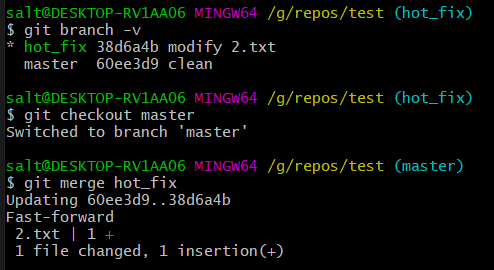 salt@DESKTOP-RV1AA06 MINGW64 /g/repos/test (hot_fix)
$ git branch -v
* hot_fix 38d6a4b modify 2.txt
  master  60ee3d9 clean
salt@DESKTOP-RV1AA06 MINGW64 /g/repos/test (hot_fix)
$ git checkout master
Switched to branch 'master'
salt@DESKTOP-RV1AA06 MINGW64 /g/repos/test (master)
$ git merge hot_fix
Updating 60ee3d9..38d6a4b
Fast-forward
 2.txt | 1 +
 1 file changed, 1 insertion(+)